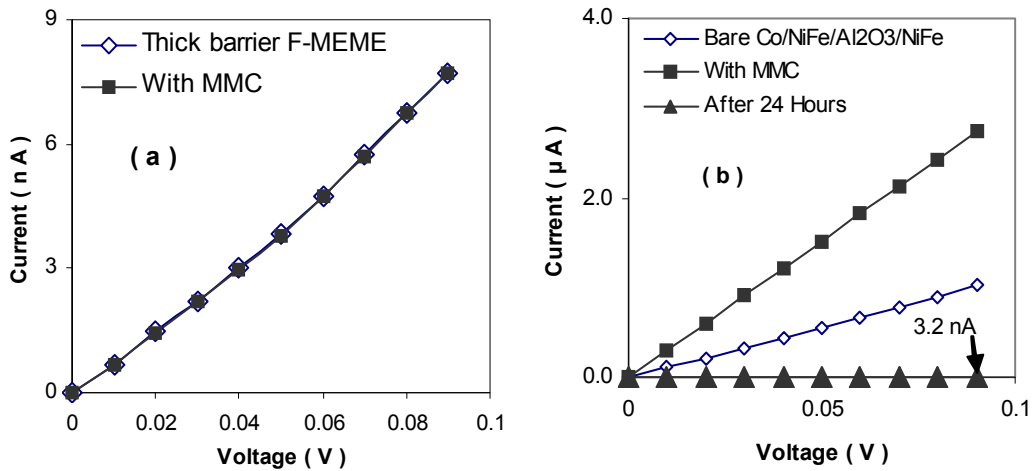 9
6
3
0
Current ( n A )
Thick barrier F-MEME
With MMC
( a )
0
0.02
0.04
0.06
0.08
0.1
Voltage ( V )
4.0
2.0
0.0
Current ( µ A )
Bare Co/NiFe/Al2O3/NiFe
With MMC
After 24 Hours
( b )
3.2 nA
0
0.05
0.1
Voltage ( V )